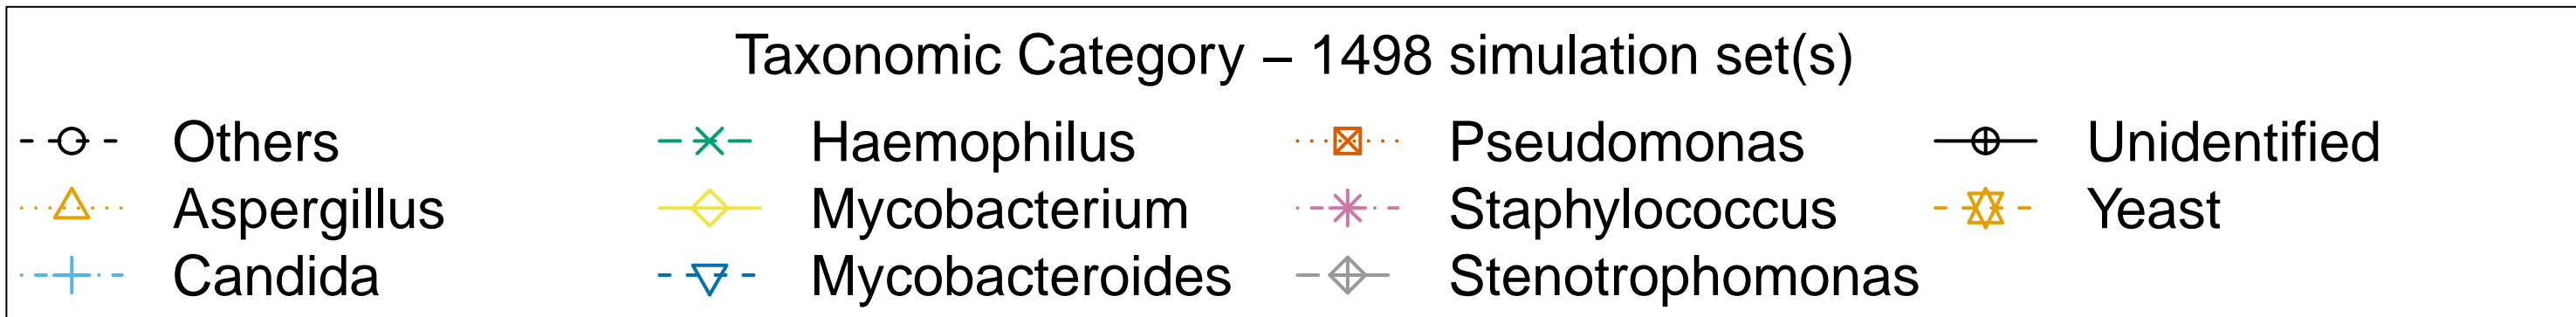 Taxonomic Category – 1498 simulation set(s)
Others
Aspergillus
Candida
Haemophilus
Mycobacterium
Mycobacteroides
Pseudomonas
Staphylococcus
Stenotrophomonas
Unidentified
Yeast